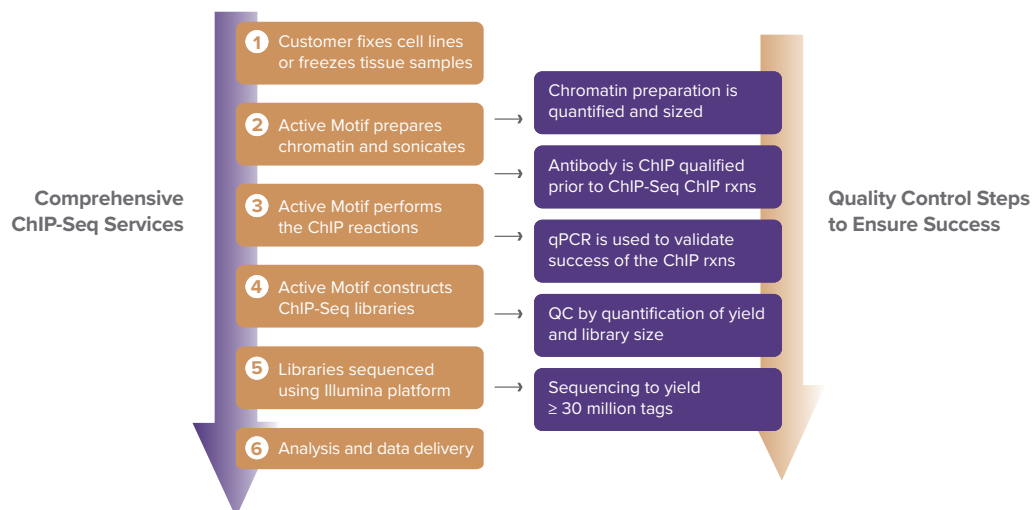 Comprehensive
ChIP-Seq Services
1 Customer fixes cell lines
or freezes tissue samples
2 Active Motif prepares
chromatin and sonicates
3 Active Motif performs
the ChIP reactions
4 Active Motif constructs
ChIP-Seq libraries
5 Libraries sequenced
using Illumina platform
6 Analysis and data delivery
Chromatin preparation is
quantified and sized
Antibody is ChIP qualified
prior to ChIP-Seq ChIP rxns
qPCR is used to validate
success of the ChIP rxns
QC by quantification of yield
and library size
Sequencing to yield
≥ 30 million tags
Quality Control Steps
to Ensure Success